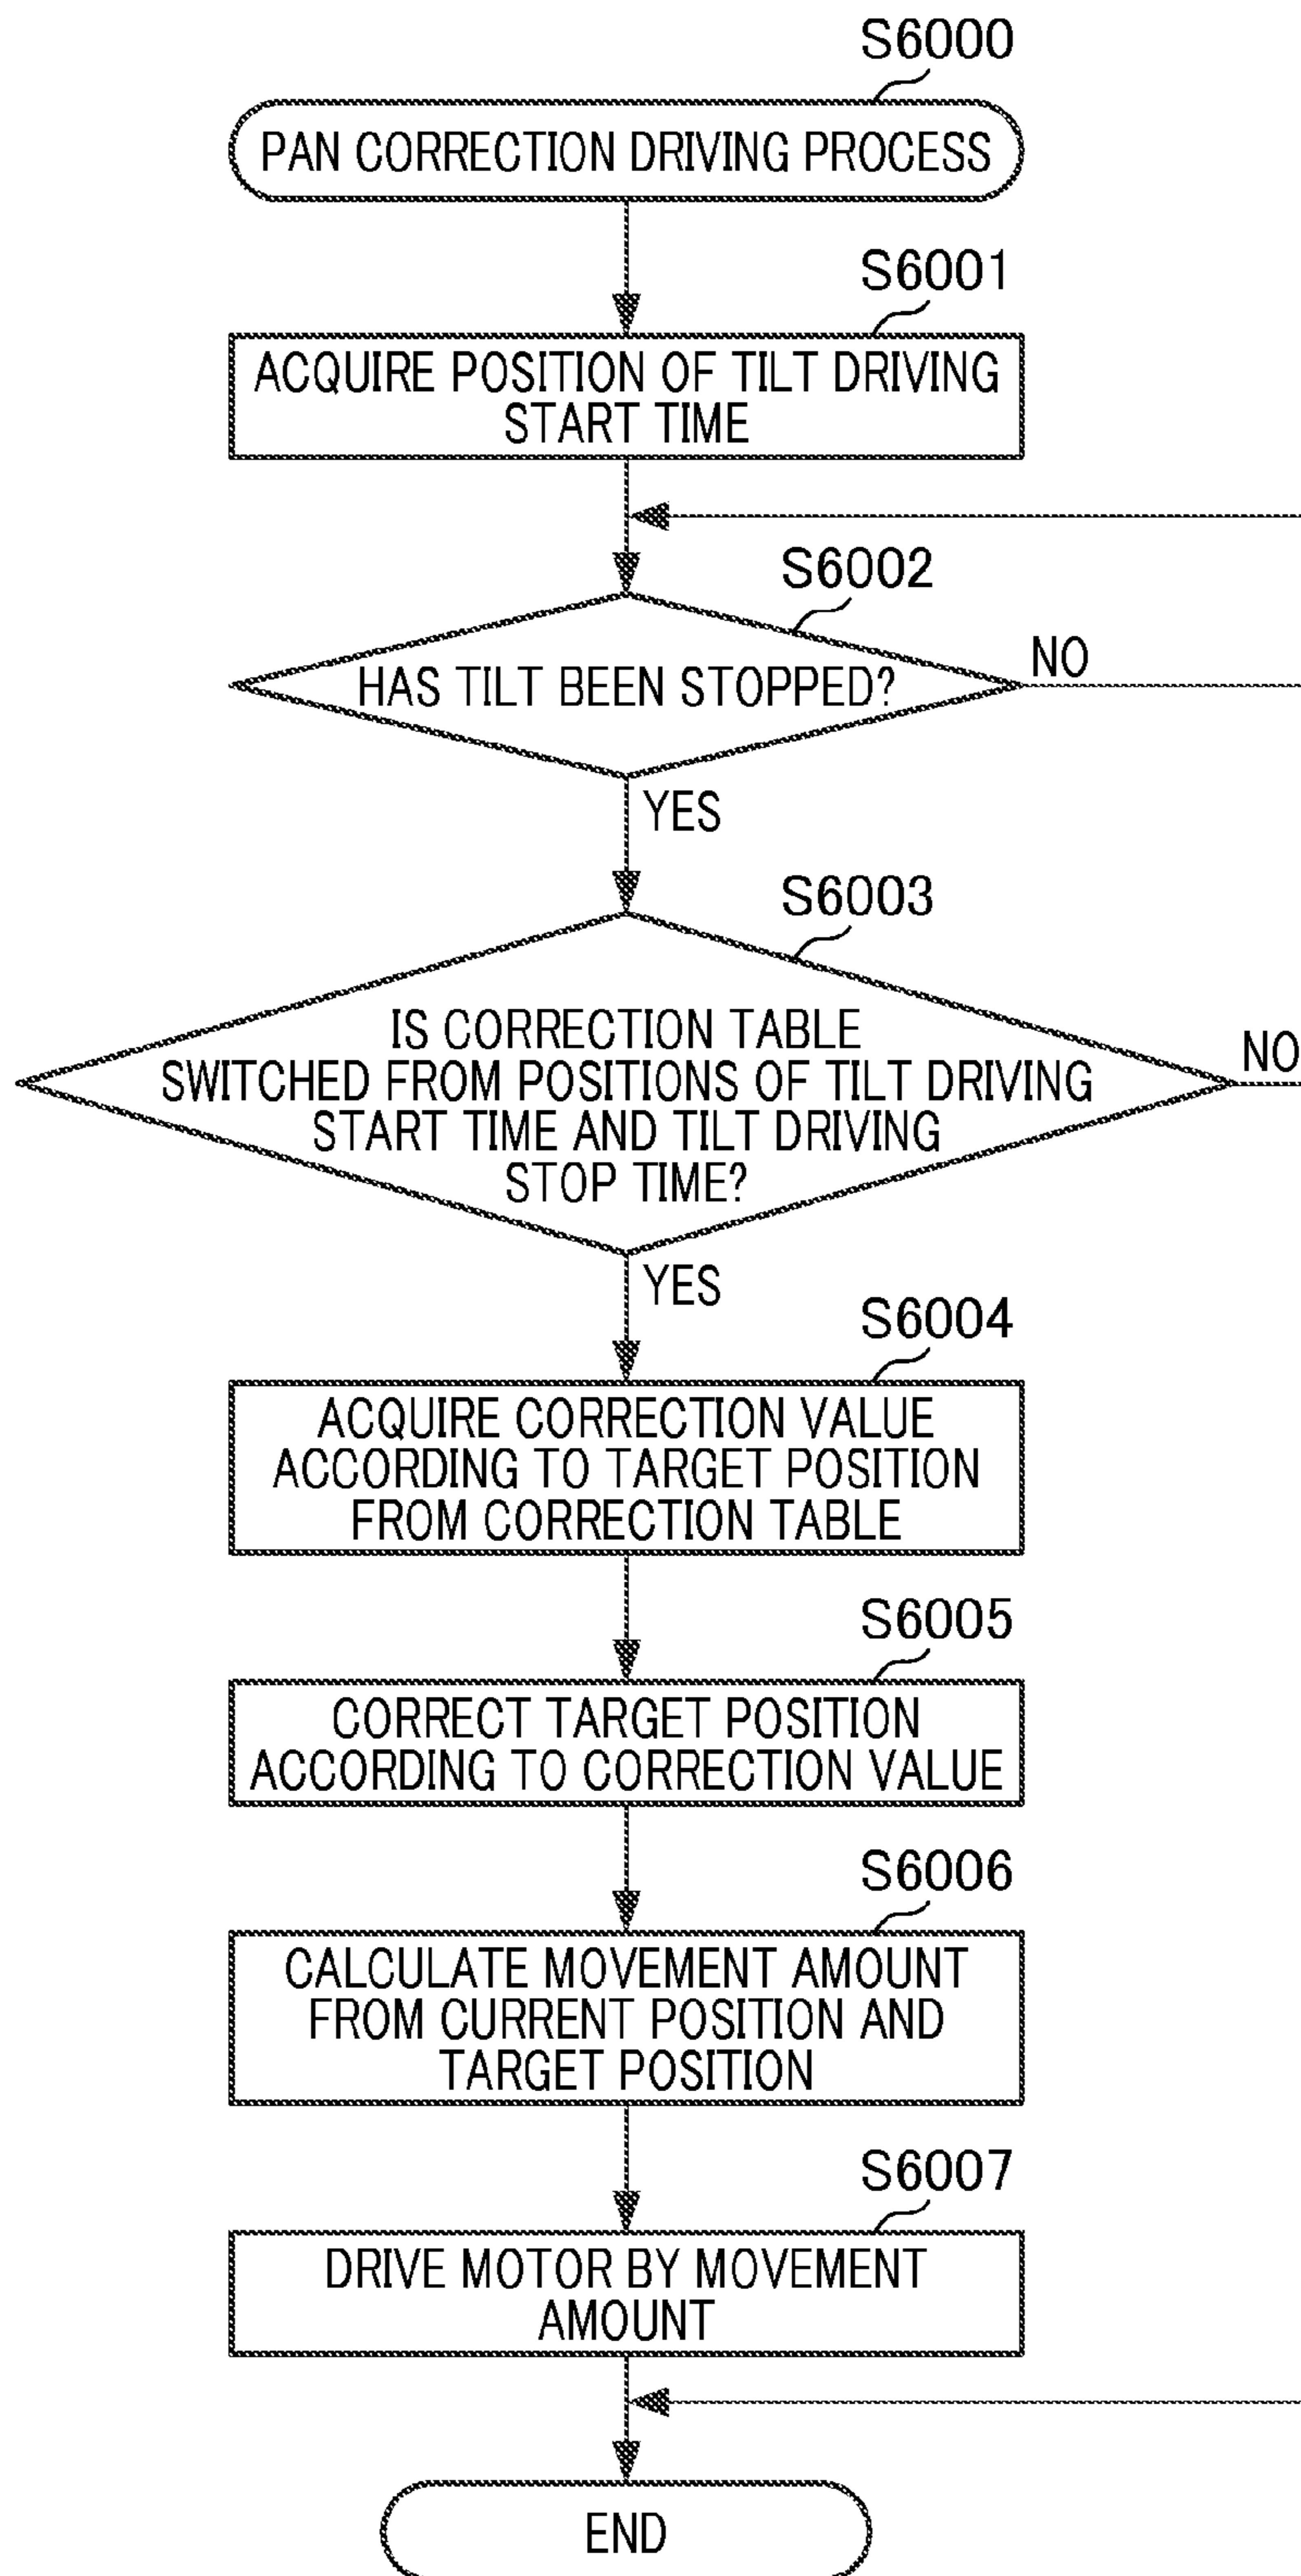 S6000
PAN CORRECTION DRIVING PROCESS
S6001
ACQUIRE POSITION OF TILT DRIVING
START TIME
S6002
HAS TILT BEEN STOPPED?
NO
YES
S6003
IS CORRECTION TABLE
SWITCHED FROM POSITIONS OF TILT DRIVING
START TIME AND TILT DRIVING
STOP TIME?
NO
YES
S6004
ACQUIRE CORRECTION VALUE
ACCORDING TO TARGET POSITION
FROM CORRECTION TABLE
S6005
CORRECT TARGET POSITION
ACCORDING TO CORRECTION VALUE
S6006
CALCULATE MOVEMENT AMOUNT
FROM CURRENT POSITION AND
TARGET POSITION
S6007
DRIVE MOTOR BY MOVEMENT
AMOUNT
END